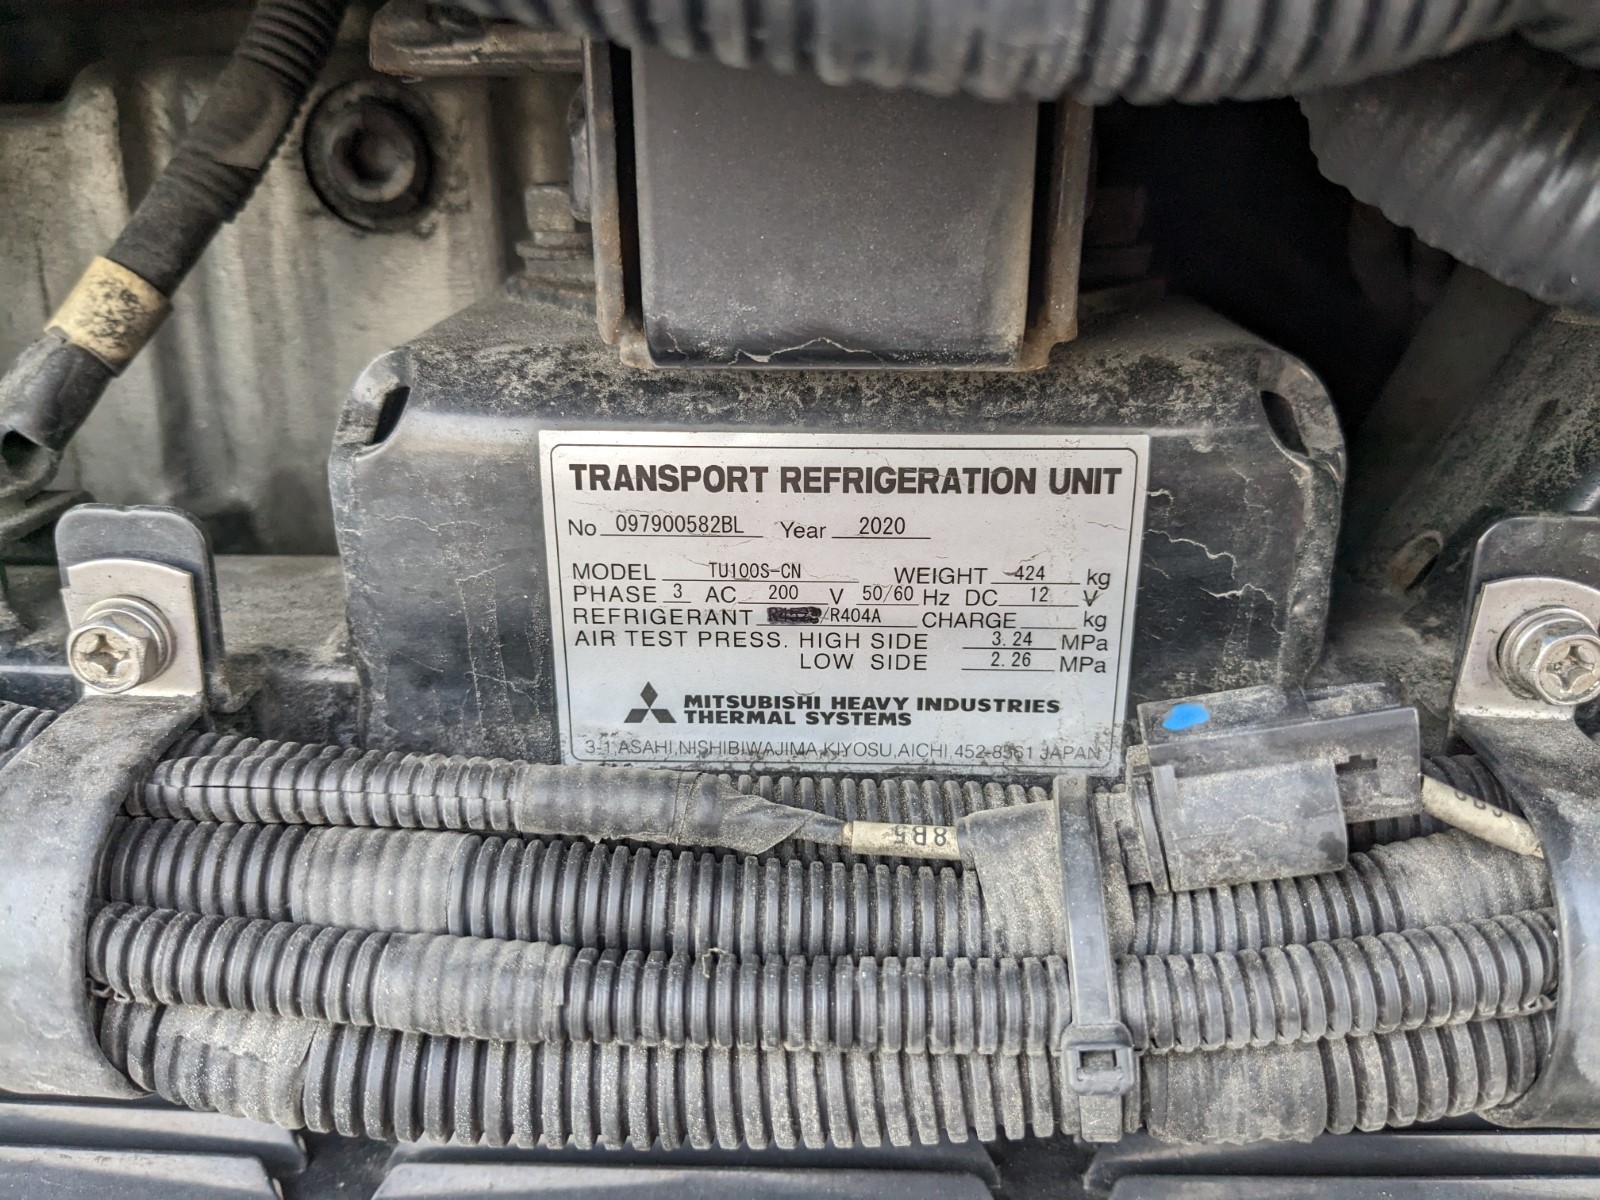 TRANSPORT REFRIGERATION UNIT
No 097900582BL Year 2020
MODEL TU100S-CN WEIGHT 424 kg
PHASE 3 AC 200 V 50/60 Hz DC 12 V
REFRIGERANT /R404A CHARGE kg
AIR TEST PRESS. HIGH SIDE 3.24 MPa
LOW SIDE 2.26 MPa
MITSUBISHI HEAVY INDUSTRIES
THERMAL SYSTEMS
3-1,ASAHI,NISHIBIWAJIMA,KIYOSU,AICHI,452-8561 JAPAN
8B5